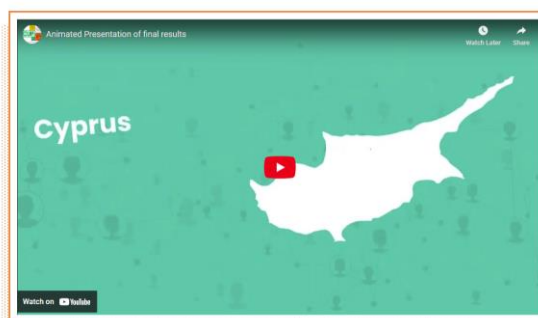 Animated Presentation of final results
Watch Later
Share
Cyprus
Watch on YouTube